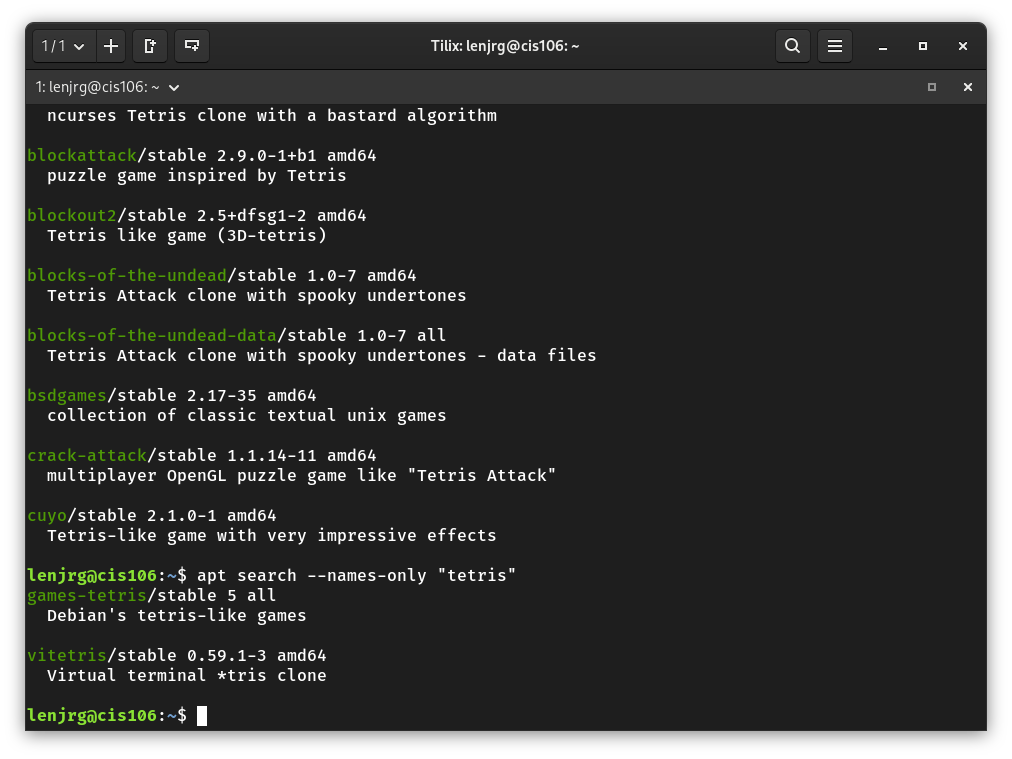 1 / 1
Tilix: lenjrg@cis106: ~
1: lenjrg@cis106: ~
ncurses Tetris clone with a bastard algorithm
blockattack/stable 2.9.0-1+b1 amd64
puzzle game inspired by Tetris
blockout2/stable 2.5+dfsg1-2 amd64
Tetris like game (3D-tetris)
blocks-of-the-undead/stable 1.0-7 amd64
Tetris Attack clone with spooky undertones
blocks-of-the-undead-data/stable 1.0-7 all
Tetris Attack clone with spooky undertones - data files
bsdgames/stable 2.17-35 amd64
collection of classic textual unix games
crack-attack/stable 1.1.14-11 amd64
multiplayer OpenGL puzzle game like "Tetris Attack"
cuyo/stable 2.1.0-1 amd64
Tetris-like game with very impressive effects
lenjrg@cis106:~$ apt search --names-only "tetris"
games-tetris/stable 5 all
Debian's tetris-like games
vitetris/stable 0.59.1-3 amd64
Virtual terminal *tris clone
lenjrg@cis106:~$